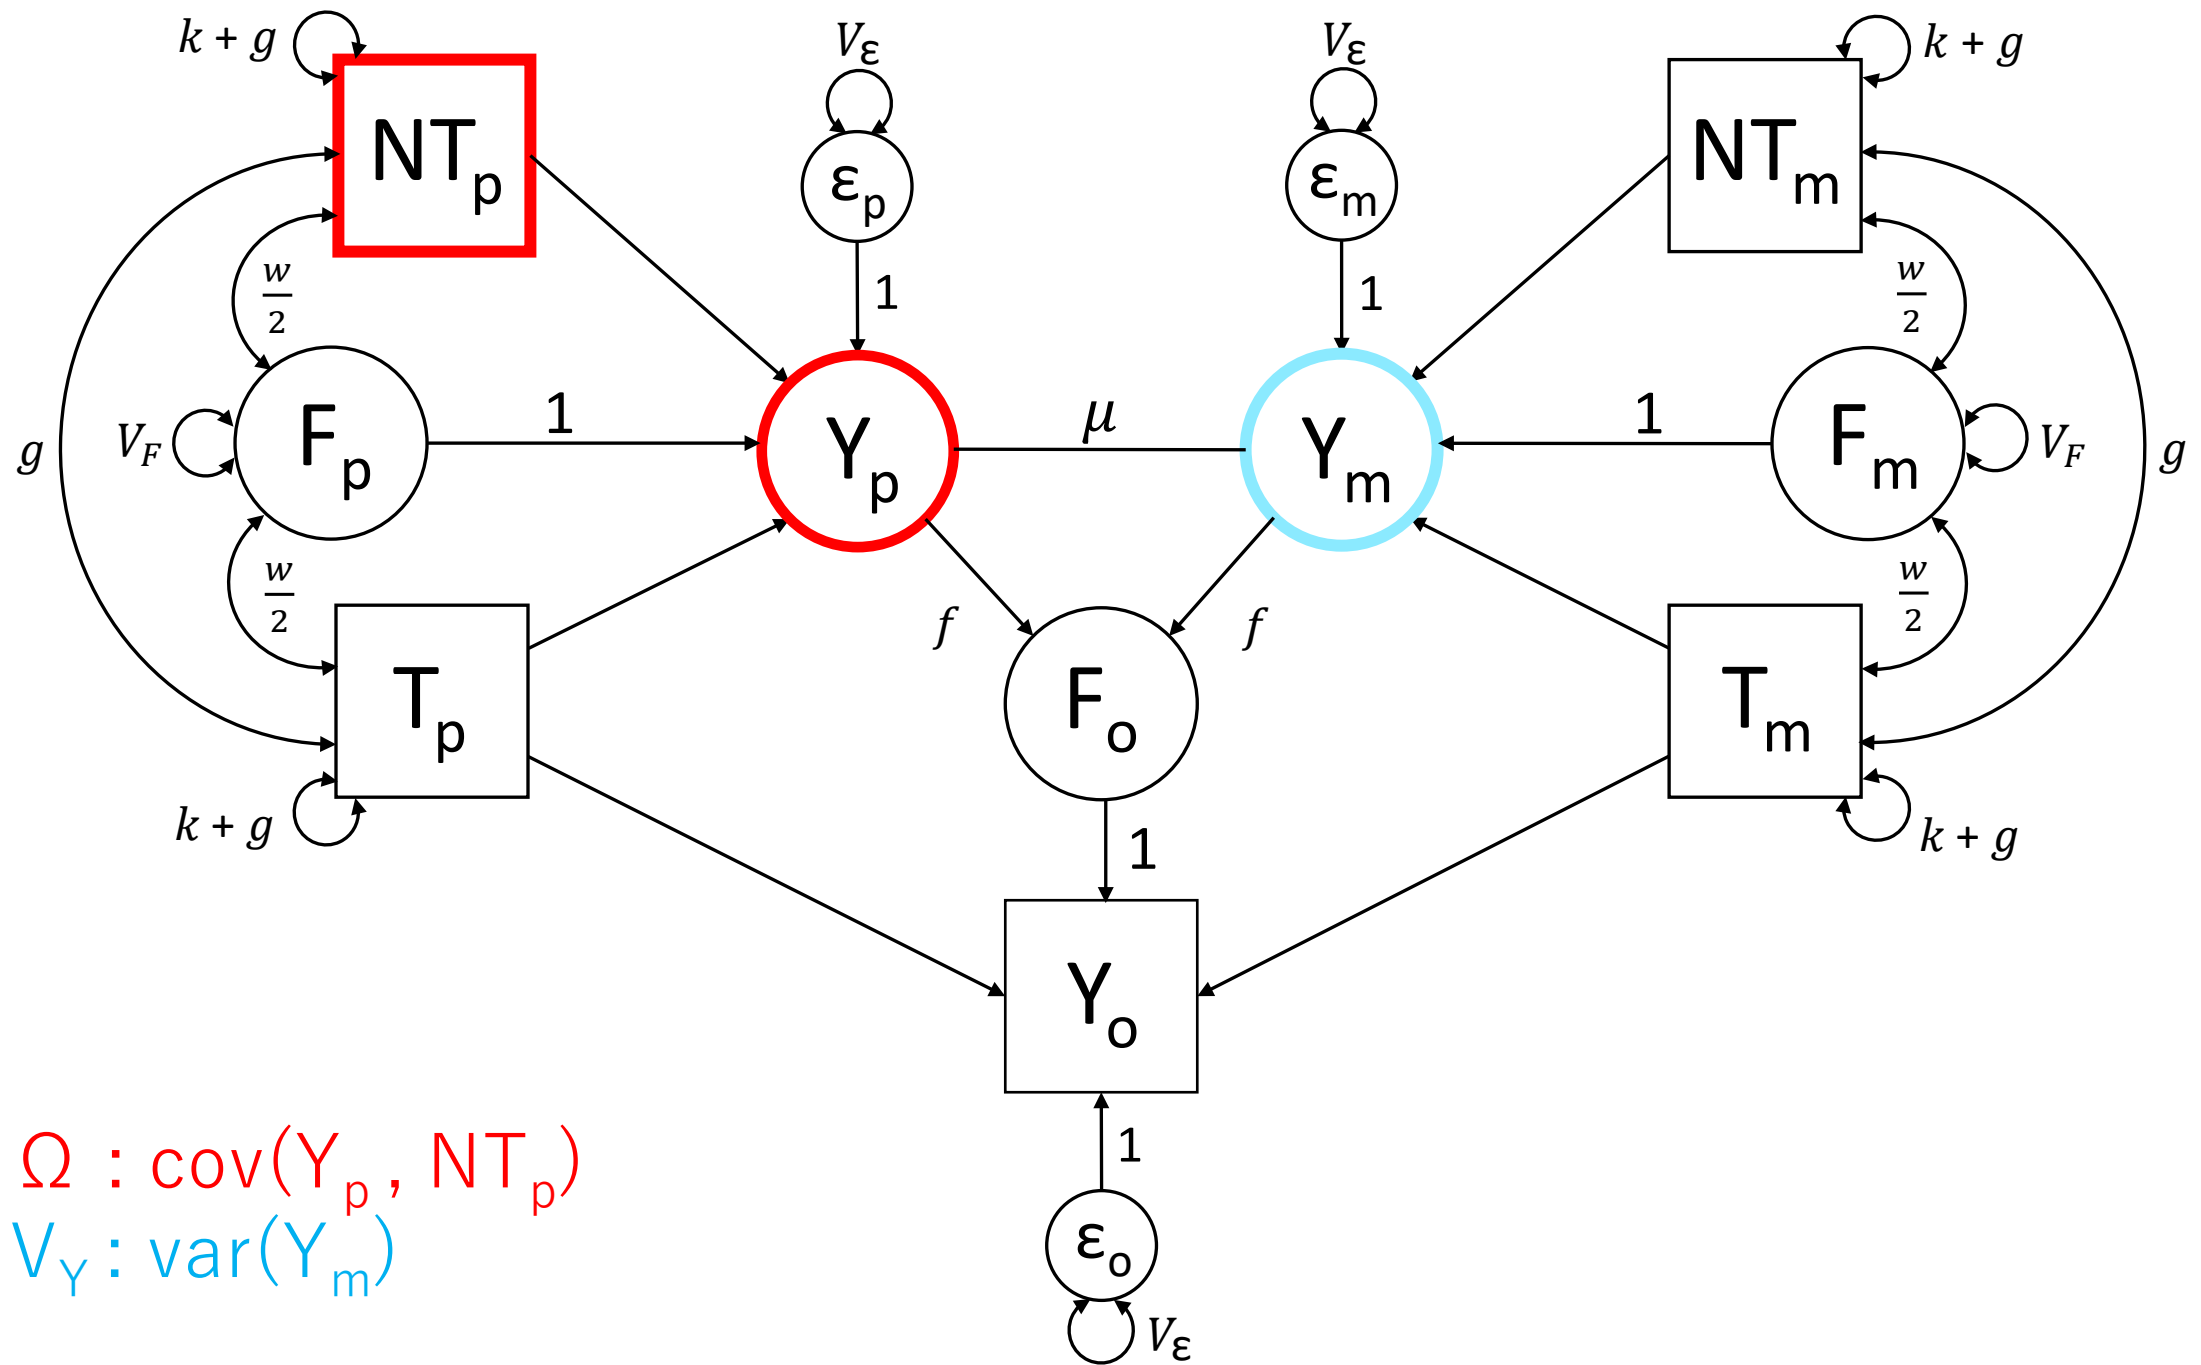 k + g
NTp
w/2
g
VF
Fp
1
w/2
Tp
k + g
Vε
εp
1
Vε
εm
1
Yp
μ
Ym
f
f
Fo
1
Yo
1
εo
Vε
k + g
NTm
w/2
g
1
Fm
VF
w/2
Tm
k + g
Ω : cov(Yp , NTp)
VY : var(Ym)